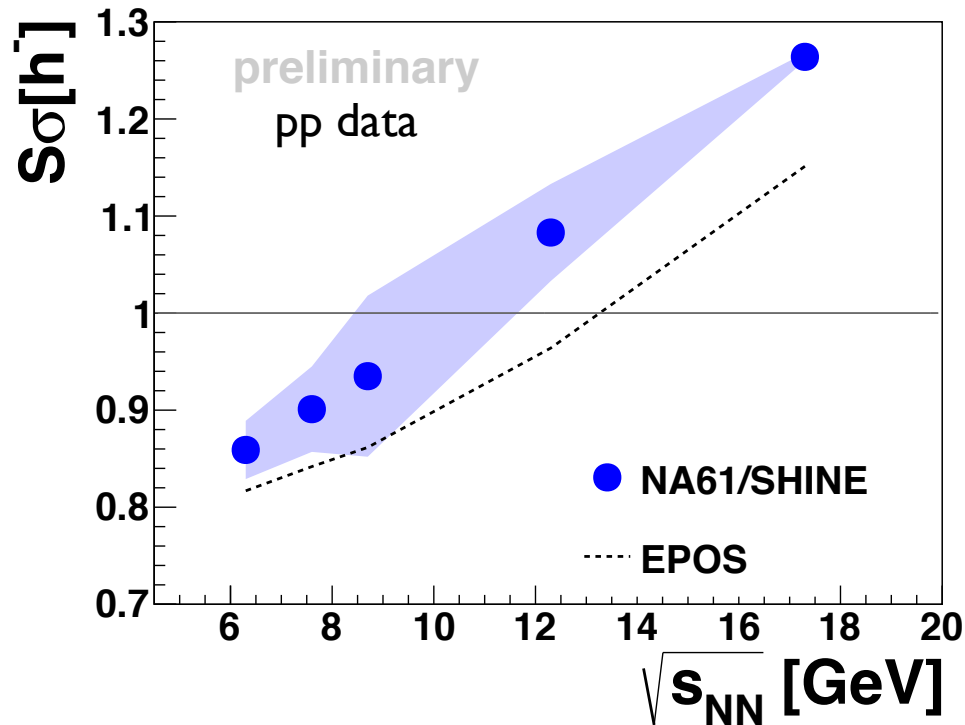 Sσ[h⁻]
1.3
1.2
1.1
1
0.9
0.8
0.7
preliminary
pp data
NA61/SHINE
EPOS
6 8 10 12 14 16 18 20
√s_NN [GeV]